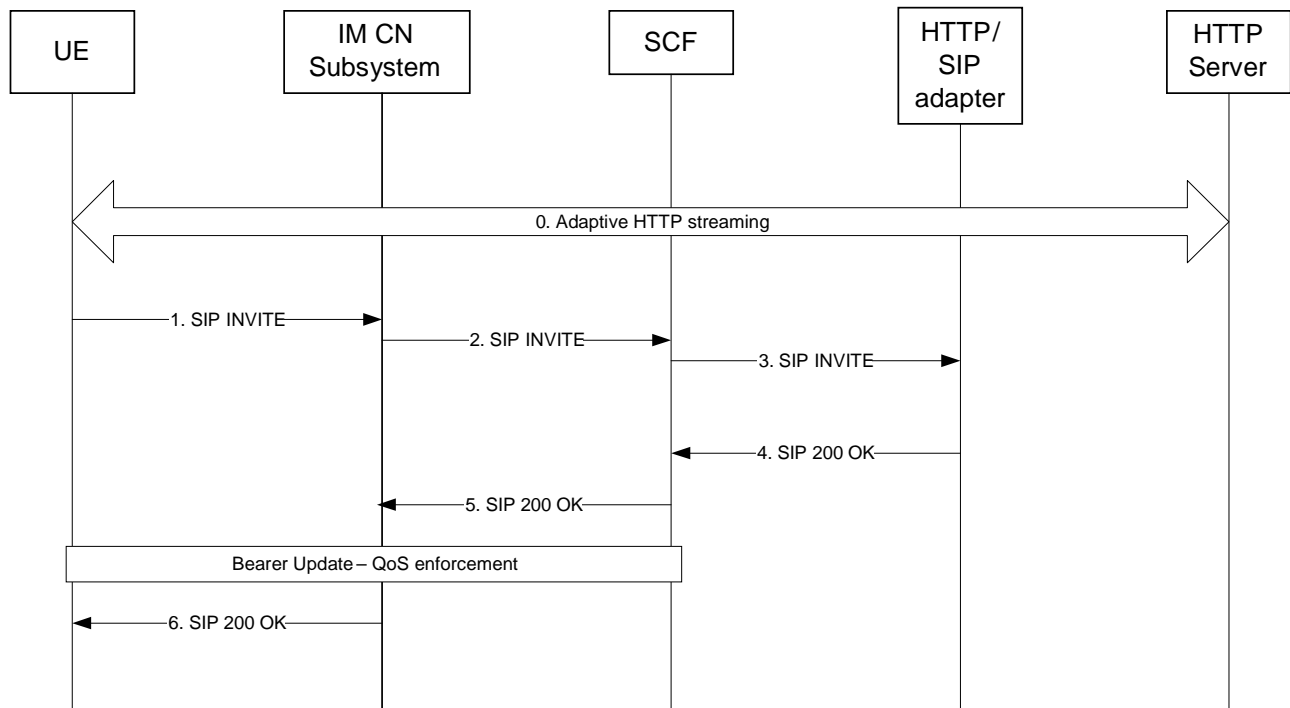 UE
IM CN
Subsystem
SCF
HTTP/
SIP
adapter
HTTP
Server
0. Adaptive HTTP streaming
1. SIP INVITE
2. SIP INVITE
3. SIP INVITE
4. SIP 200 OK
5. SIP 200 OK
Bearer Update – QoS enforcement
6. SIP 200 OK